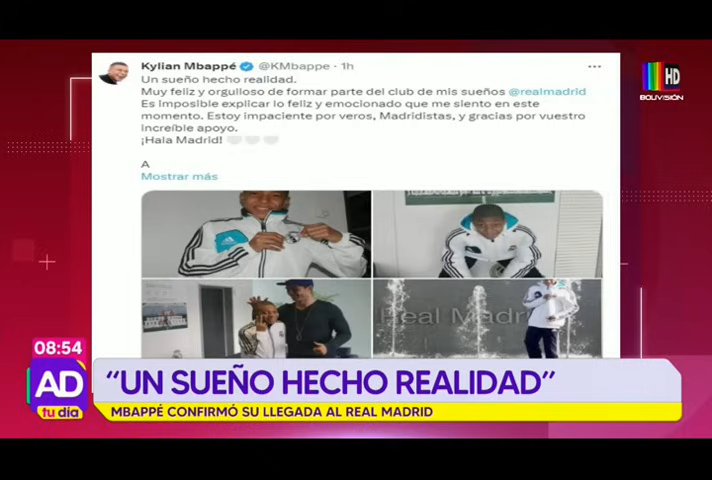 Kylian Mbappé @KMbappe · 1h
Un sueño hecho realidad.
Muy feliz y orgulloso de formar parte del club de mis sueños @realmadrid
Es imposible explicar lo feliz y emocionado que me siento en este
momento. Estoy impaciente por veros, Madridistas, y gracias por vuestro
increíble apoyo.
¡Hala Madrid! 🤍🤍🤍
A
Mostrar más
HD
BOLIVISIÓN
Real Madr
08:54
AD
tu día
“UN SUEÑO HECHO REALIDAD”
MBAPPÉ CONFIRMÓ SU LLEGADA AL REAL MADRID